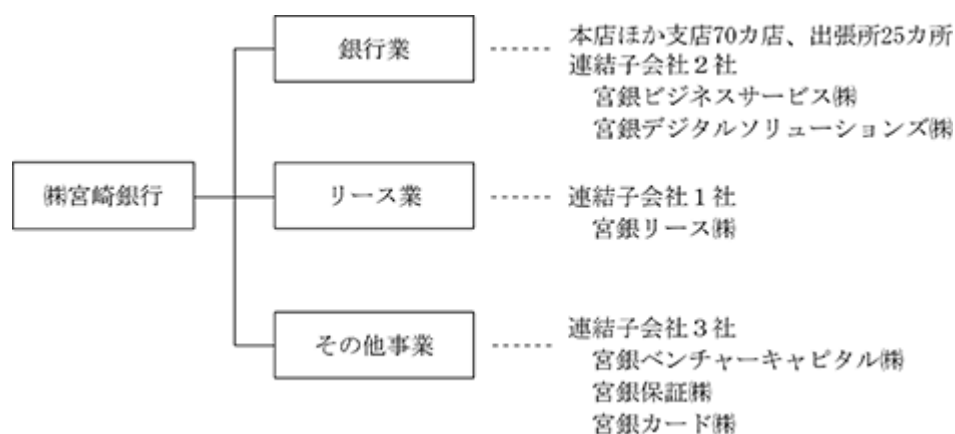 ㈱宮崎銀行
銀行業
本店ほか支店70カ店、出張所25カ所
連結子会社2社
宮銀ビジネスサービス㈱
宮銀デジタルソリューションズ㈱
リース業
連結子会社1社
宮銀リース㈱
その他事業
連結子会社3社
宮銀ベンチャーキャピタル㈱
宮銀保証㈱
宮銀カード㈱